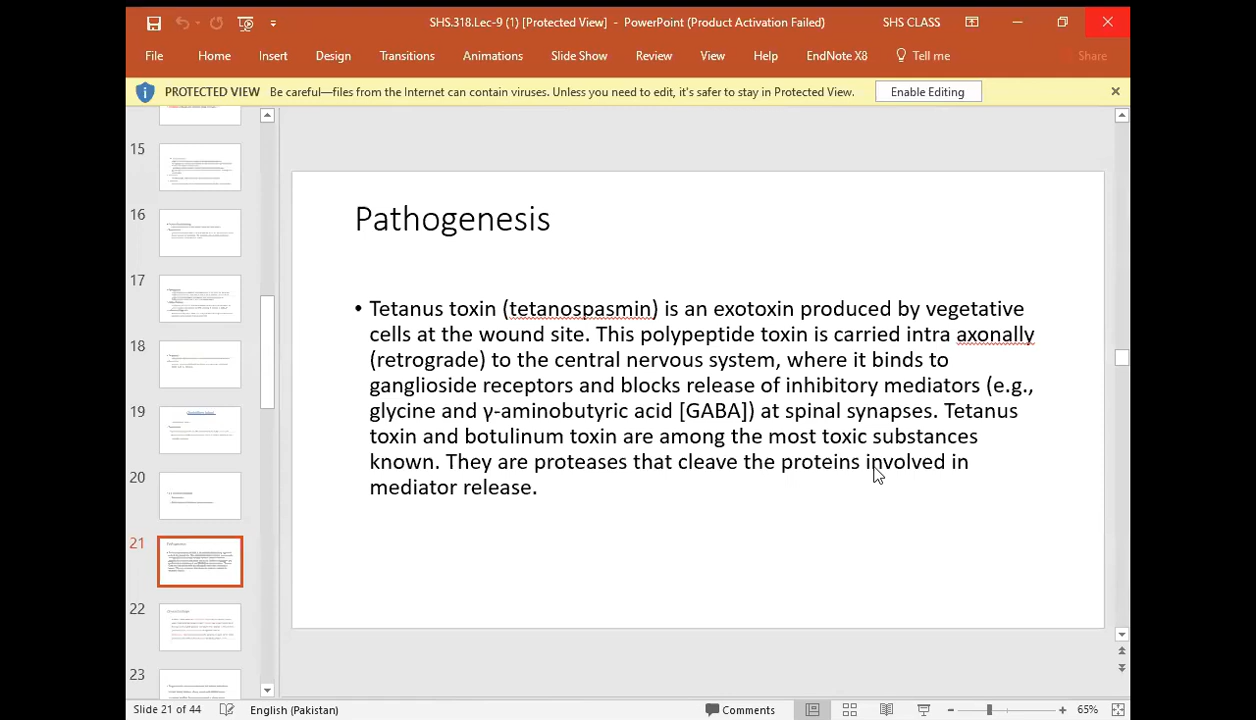 SHS.318.Lec-9 (1) [Protected View] - PowerPoint (Product Activation Failed)
SHS CLASS
File Home Insert Design Transitions Animations Slide Show Review View Help EndNote X8 Tell me Share
PROTECTED VIEW Be careful—files from the Internet can contain viruses. Unless you need to edit, it's safer to stay in Protected View. Enable Editing
15
16
17
18
19
20
21
22
23
Pathogenesis
• Tetanus toxin (tetanospasmin) is an exotoxin produced by vegetative
cells at the wound site. This polypeptide toxin is carried intra axonally
(retrograde) to the central nervous system, where it binds to
ganglioside receptors and blocks release of inhibitory mediators (e.g.,
glycine and γ-aminobutyric acid [GABA]) at spinal synapses. Tetanus
toxin and botulinum toxin are among the most toxic substances
known. They are proteases that cleave the proteins involved in
mediator release.
Slide 21 of 44 English (Pakistan) Comments 65%